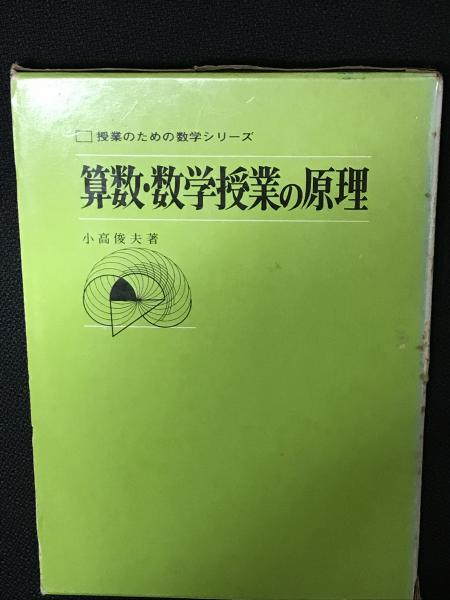 □ 授業のための数学シリーズ
算数・数学授業の原理
小高俊夫著